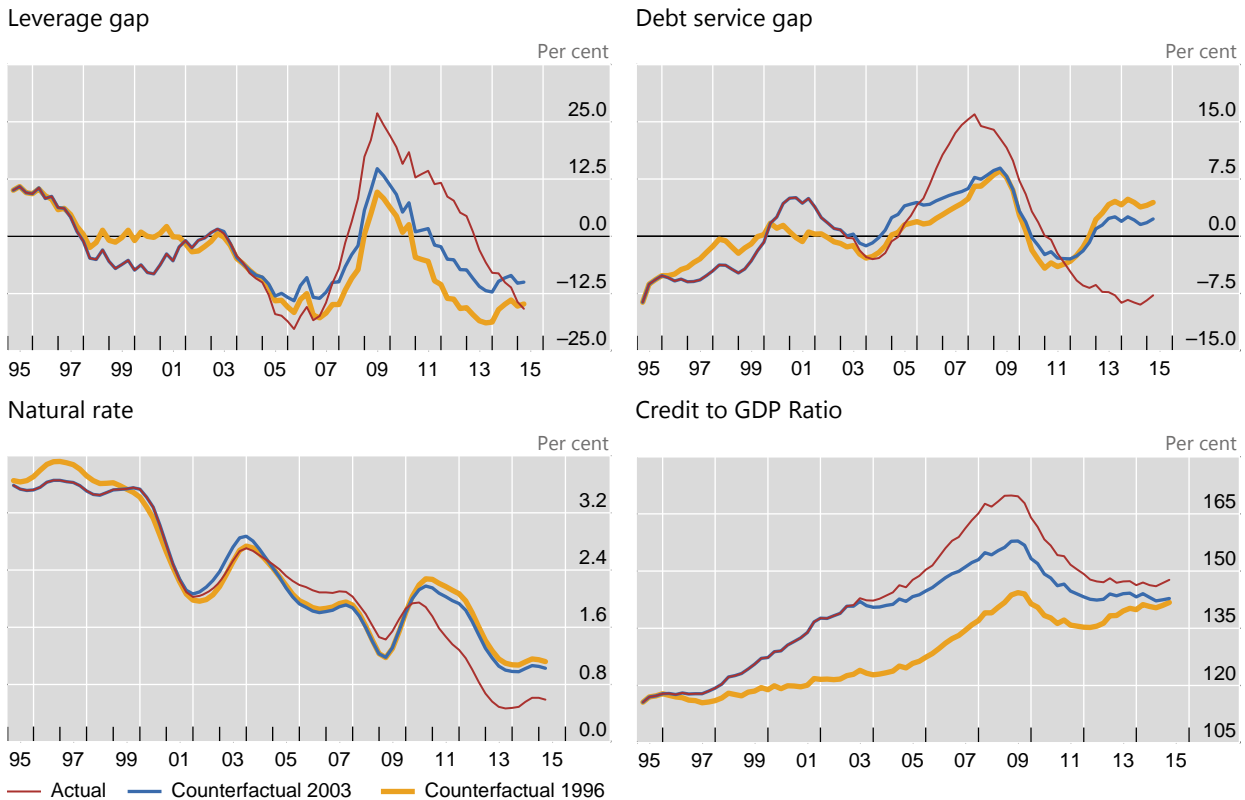 Leverage gap
Per cent
25.0
12.5
0.0
−12.5
−25.0
95 97 99 01 03 05 07 09 11 13 15
Debt service gap
Per cent
15.0
7.5
0.0
−7.5
−15.0
95 97 99 01 03 05 07 09 11 13 15
Natural rate
Per cent
3.2
2.4
1.6
0.8
0.0
95 97 99 01 03 05 07 09 11 13 15
Credit to GDP Ratio
Per cent
165
150
135
120
105
95 97 99 01 03 05 07 09 11 13 15
Actual Counterfactual 2003 Counterfactual 1996